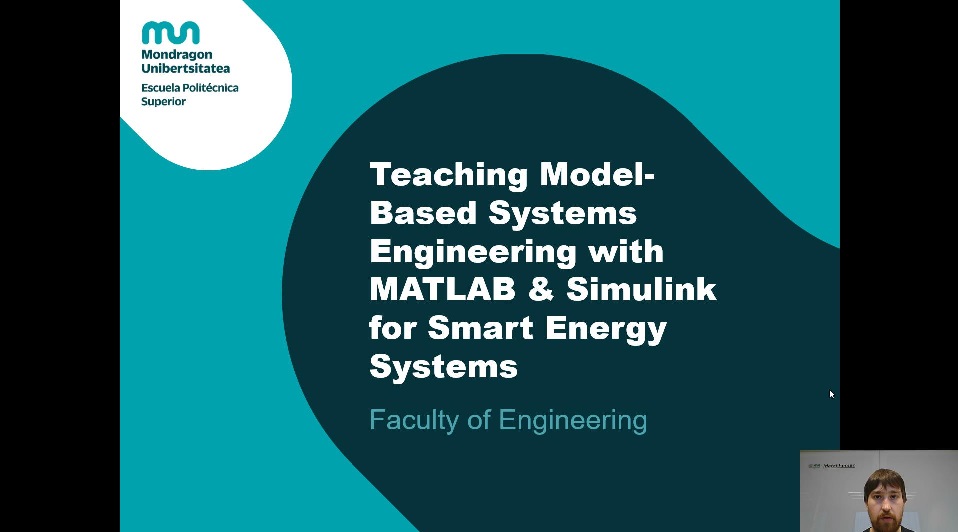 Mondragon
Unibertsitatea
Escuela Politécnica
Superior
Teaching Model-
Based Systems
Engineering with
MATLAB & Simulink
for Smart Energy
Systems
Faculty of Engineering